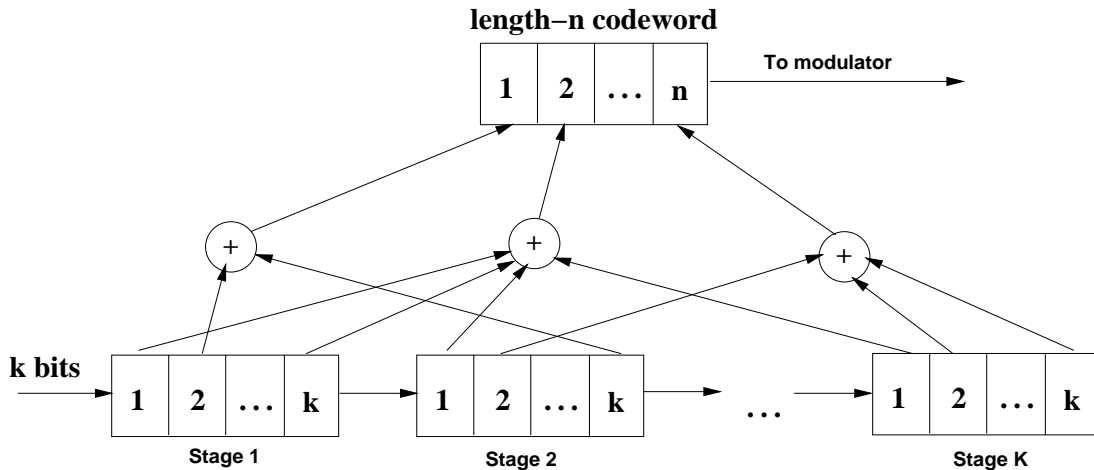 length−n codeword
1 2 ... n
To modulator
+ + +
k bits
1 2 ... k
1 2 ... k
...
1 2 ... k
Stage 1
Stage 2
Stage K